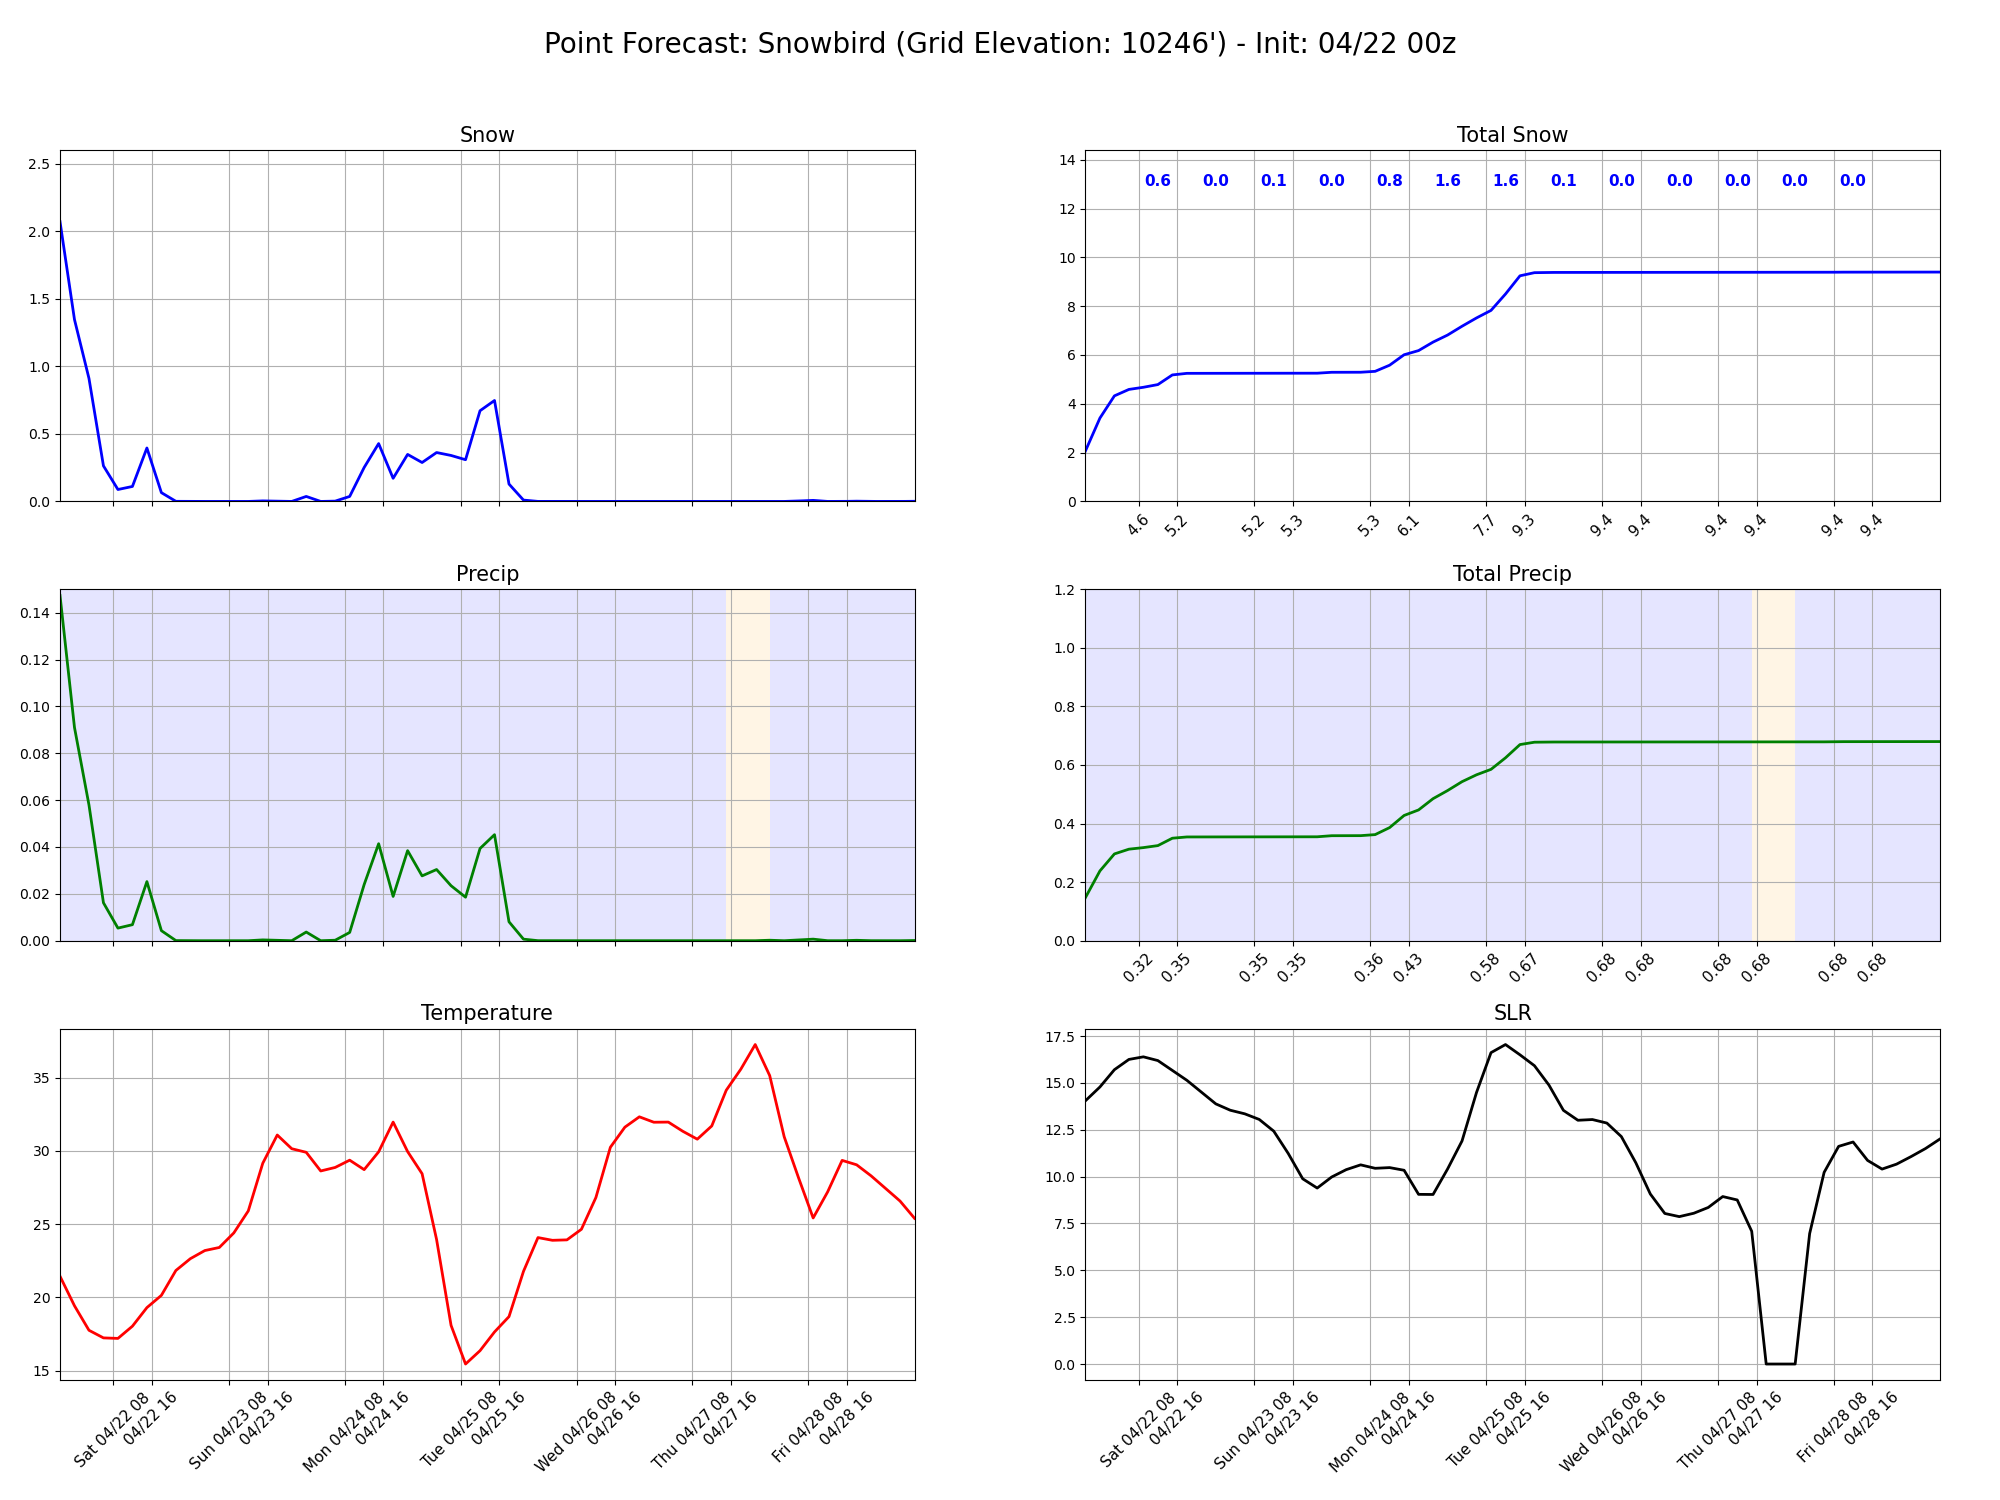 Point Forecast: Snowbird (Grid Elevation: 10246') - Init: 04/22 00z
Snow
2.5
2.0
1.5
1.0
0.5
0.0
Total Snow
14
12
10
8
6
4
2
0
0.6 0.0 0.1 0.0 0.8 1.6 1.6 0.1 0.0 0.0 0.0 0.0 0.0
4.6 5.2 5.2 5.3 5.3 6.1 7.7 9.3 9.4 9.4 9.4 9.4 9.4 9.4
Precip
0.14
0.12
0.10
0.08
0.06
0.04
0.02
0.00
Total Precip
1.2
1.0
0.8
0.6
0.4
0.2
0.0
0.32 0.35 0.35 0.35 0.36 0.43 0.58 0.67 0.68 0.68 0.68 0.68 0.68 0.68
Temperature
35
30
25
20
15
Sat 04/22 08
04/22 16
Sun 04/23 08
04/23 16
Mon 04/24 08
04/24 16
Tue 04/25 08
04/25 16
Wed 04/26 08
04/26 16
Thu 04/27 08
04/27 16
Fri 04/28 08
04/28 16
SLR
17.5
15.0
12.5
10.0
7.5
5.0
2.5
0.0
Sat 04/22 08
04/22 16
Sun 04/23 08
04/23 16
Mon 04/24 08
04/24 16
Tue 04/25 08
04/25 16
Wed 04/26 08
04/26 16
Thu 04/27 08
04/27 16
Fri 04/28 08
04/28 16